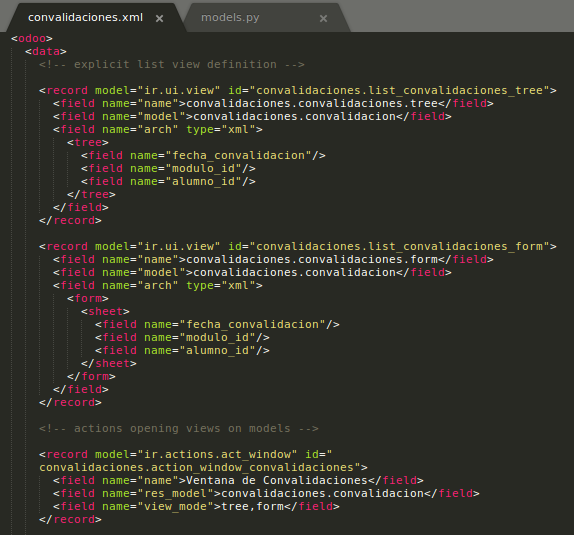 convalidaciones.xml × models.py ×
<odoo>
<data>
<!-- explicit list view definition -->
<record model="ir.ui.view" id="convalidaciones.list_convalidaciones_tree">
<field name="name">convalidaciones.convalidaciones.tree</field>
<field name="model">convalidaciones.convalidacion</field>
<field name="arch" type="xml">
<tree>
<field name="fecha_convalidacion"/>
<field name="modulo_id"/>
<field name="alumno_id"/>
</tree>
</field>
</record>
<record model="ir.ui.view" id="convalidaciones.list_convalidaciones_form">
<field name="name">convalidaciones.convalidaciones.form</field>
<field name="model">convalidaciones.convalidacion</field>
<field name="arch" type="xml">
<form>
<sheet>
<field name="fecha_convalidacion"/>
<field name="modulo_id"/>
<field name="alumno_id"/>
</sheet>
</form>
</field>
</record>
<!-- actions opening views on models -->
<record model="ir.actions.act_window" id="
convalidaciones.action_window_convalidaciones">
<field name="name">Ventana de Convalidaciones</field>
<field name="res_model">convalidaciones.convalidacion</field>
<field name="view_mode">tree,form</field>
</record>